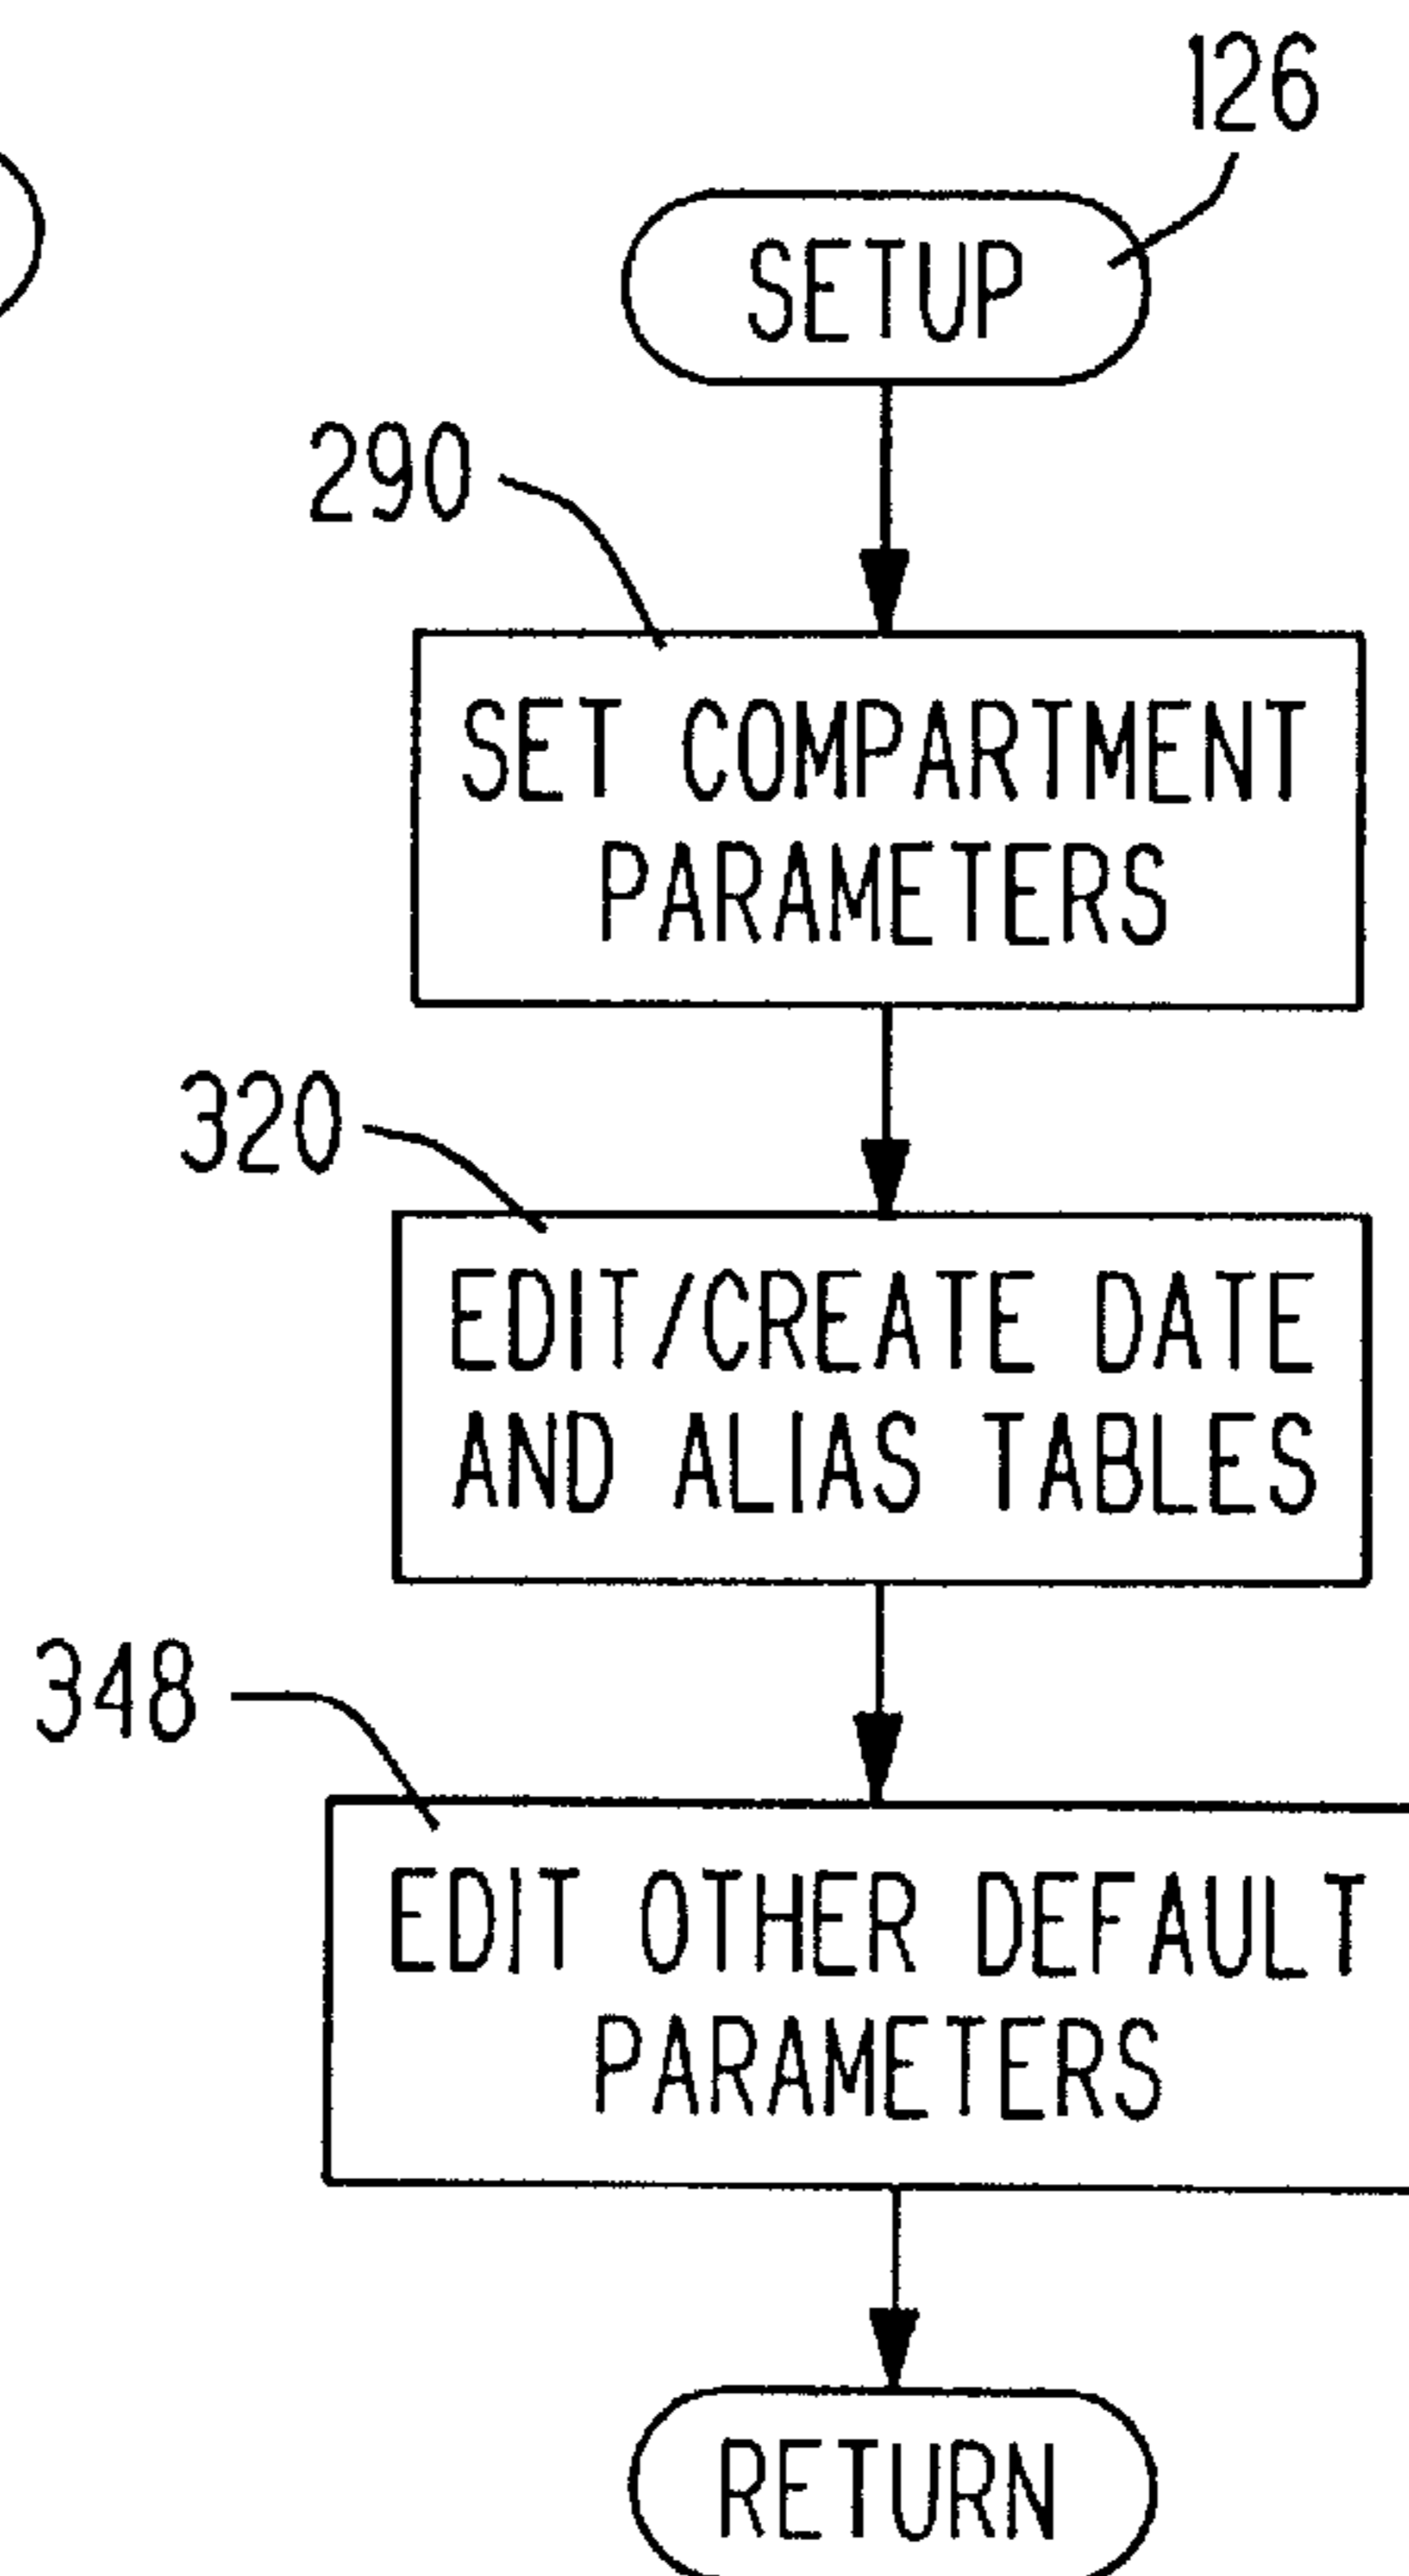 126
SETUP
290
SET COMPARTMENT
PARAMETERS
320
EDIT/CREATE DATE
AND ALIAS TABLES
348
EDIT OTHER DEFAULT
PARAMETERS
RETURN